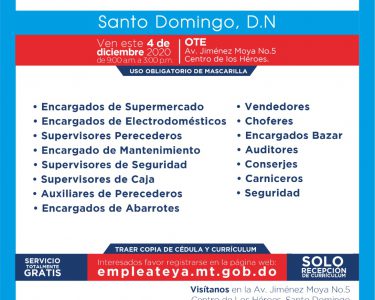 Santo Domingo, D.N
Ven este 4 de
diciembre 2020
de 9:00 am. a 3:00 pm.
OTE
Av. Jiménez Moya No.5
Centro de los Héroes.
USO OBLIGATORIO DE MASCARILLA
• Encargados de Supermercado
• Encargados de Electrodomésticos
• Supervisores Perecederos
• Encargado de Mantenimiento
• Supervisores de Seguridad
• Supervisores de Caja
• Auxiliares de Perecederos
• Encargados de Abarrotes
• Vendedores
• Choferes
• Encargados Bazar
• Auditores
• Conserjes
• Carniceros
• Seguridad
TRAER COPIA DE CÉDULA Y CURRÍCULUM
SERVICIO
TOTALMENTE
GRATIS
Interesados favor registrarse en la página web:
empleateya.mt.gob.do
SOLO
RECEPCIÓN
DE CURRÍCULUM
Visítanos en la Av. Jiménez Moya No.5
Centro de Los Héroes, Santo Domingo